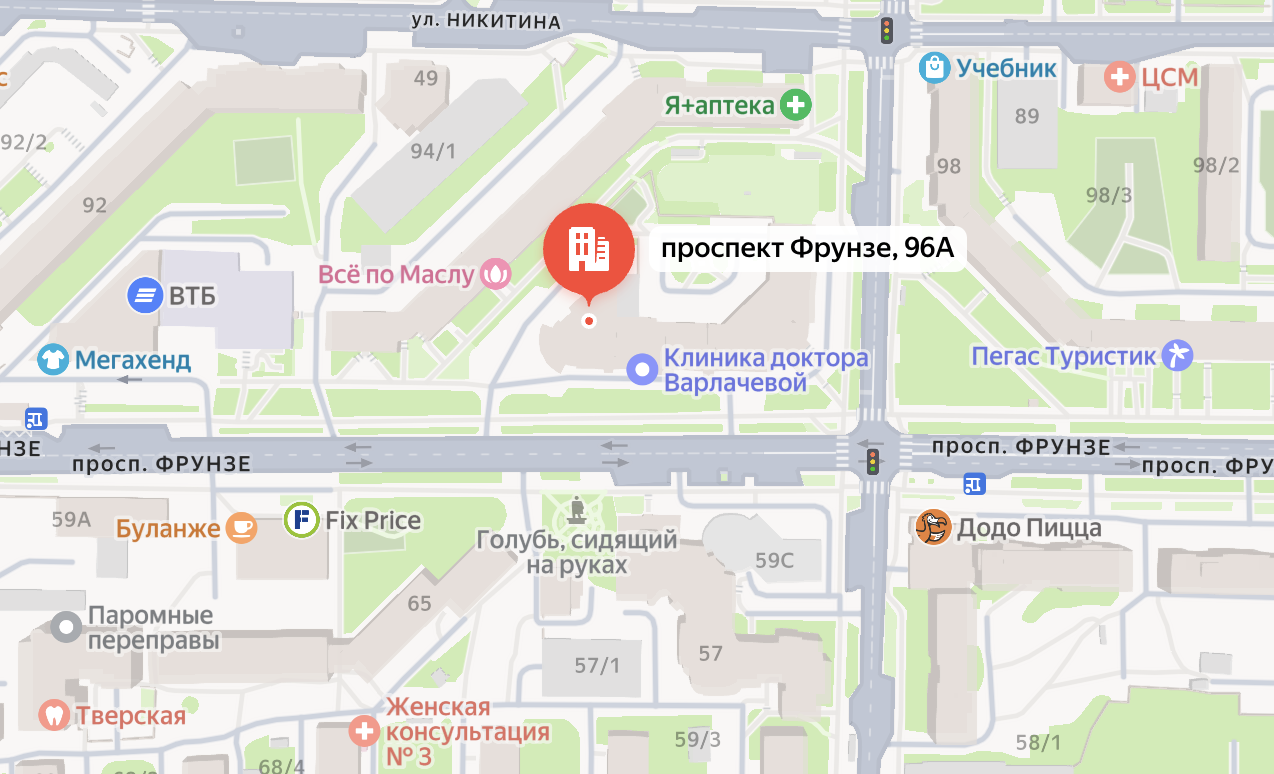 ул. НИКИТИНА
с
49
Учебник
ЦСМ
Я+аптека
89
92/2
94/1
98
98/2
98/3
92
проспект Фрунзе, 96А
Всё по Маслу
ВТБ
Мегахенд
Клиника доктора
Варлачевой
Пегас Туристик
НЗЕ
просп. ФРУНЗЕ
просп. ФРУНЗЕ
просп. ФРУ
59А
Буланже
Fix Price
Голубь, сидящий
на руках
59С
Додо Пицца
65
Паромные
переправы
57/1
57
Тверская
Женская
консультация
№ 3
59/3
58/1
68/4